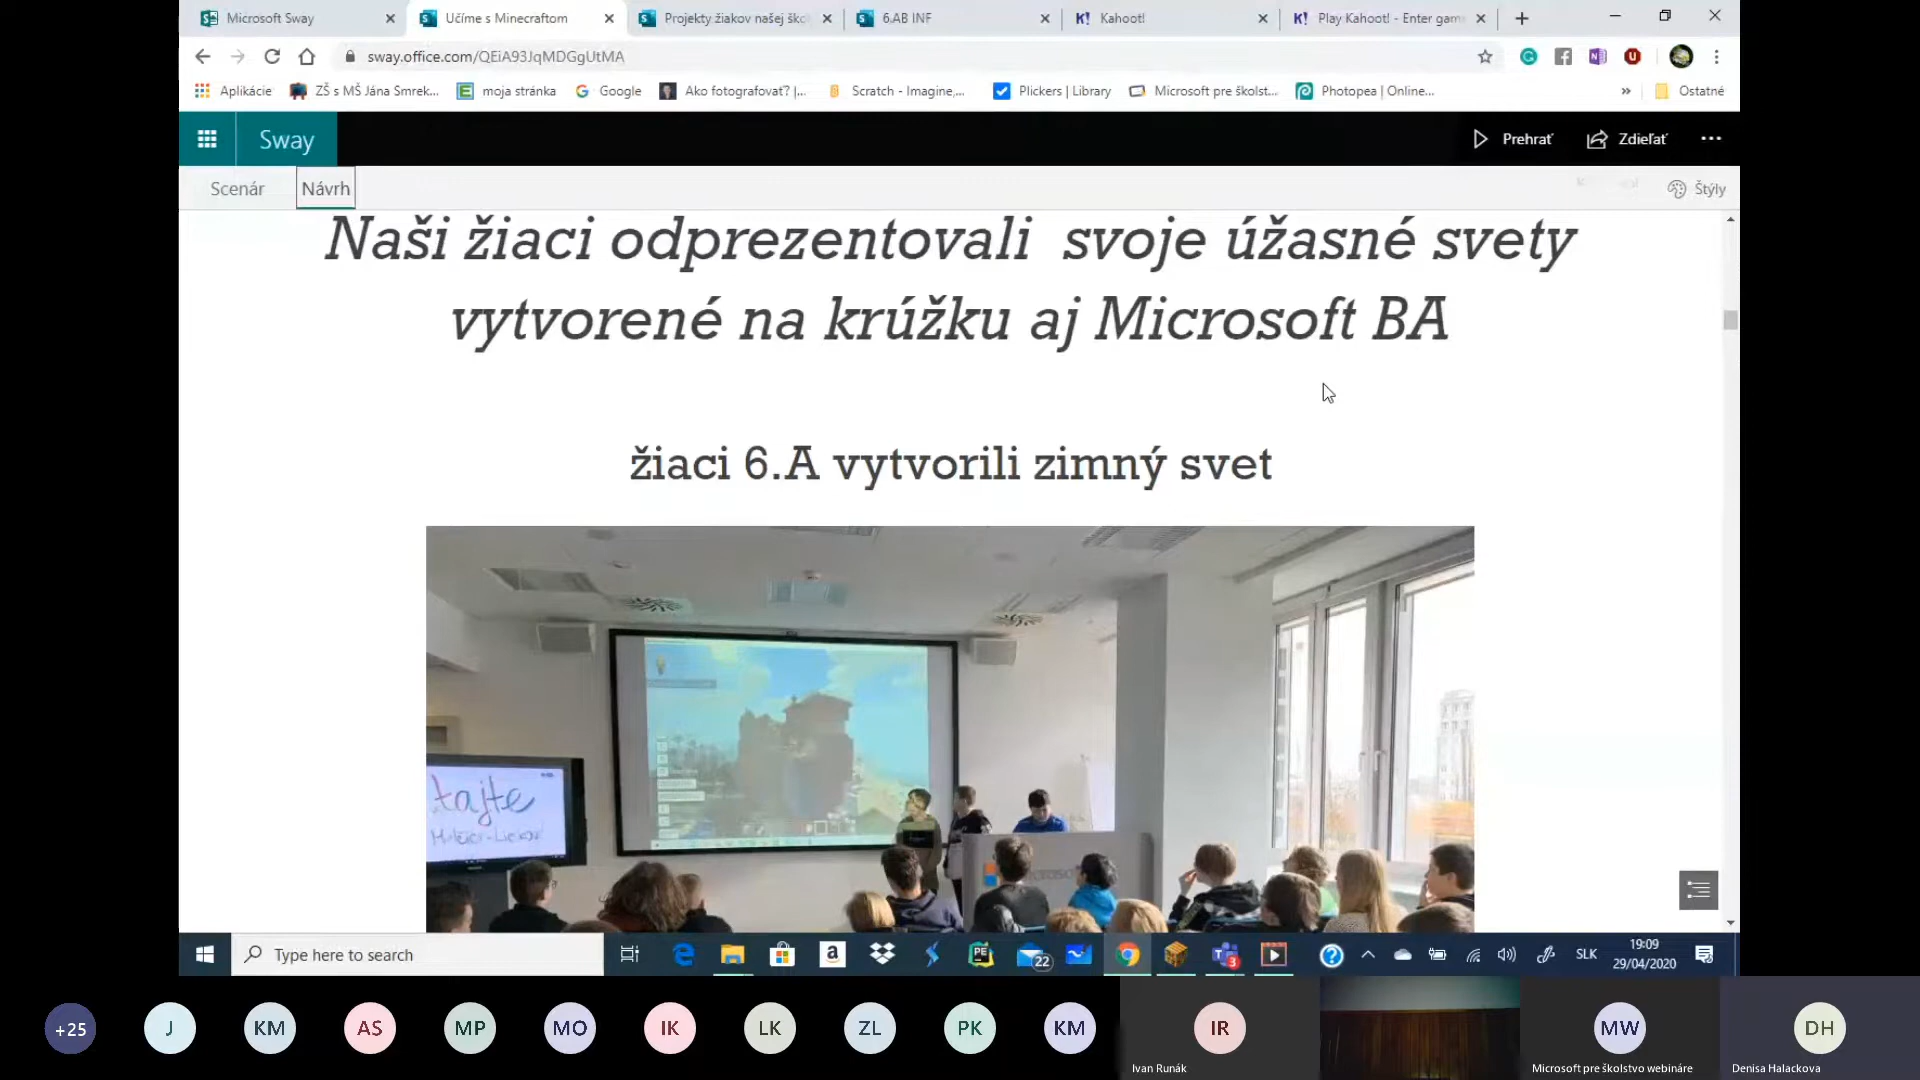 Microsoft Sway
Učíme s Minecraftom
Projekty žiakov našej ško
6.AB INF
Kahoot!
Play Kahoot! - Enter gam
sway.office.com/QEiA93JqMDGgUtMA
Aplikácie
ZŠ s MŠ Jána Smrek...
moja stránka
Google
Ako fotografovať? |...
Scratch - Imagine,...
Plickers | Library
Microsoft pre školst...
Photopea | Online...
»
Ostatné
Sway
Prehrať
Zdieľať
Scenár
Návrh
Štýly
Naši žiaci odprezentovali svoje úžasné svety
vytvorené na krúžku aj Microsoft BA
žiaci 6.A vytvorili zimný svet
tajte
Type here to search
22
3
SLK
19:09
29/04/2020
+25
J
KM
AS
MP
MO
IK
LK
ZL
PK
KM
IR
MW
DH
Ivan Runák
Microsoft pre školstvo webináre
Denisa Halackova